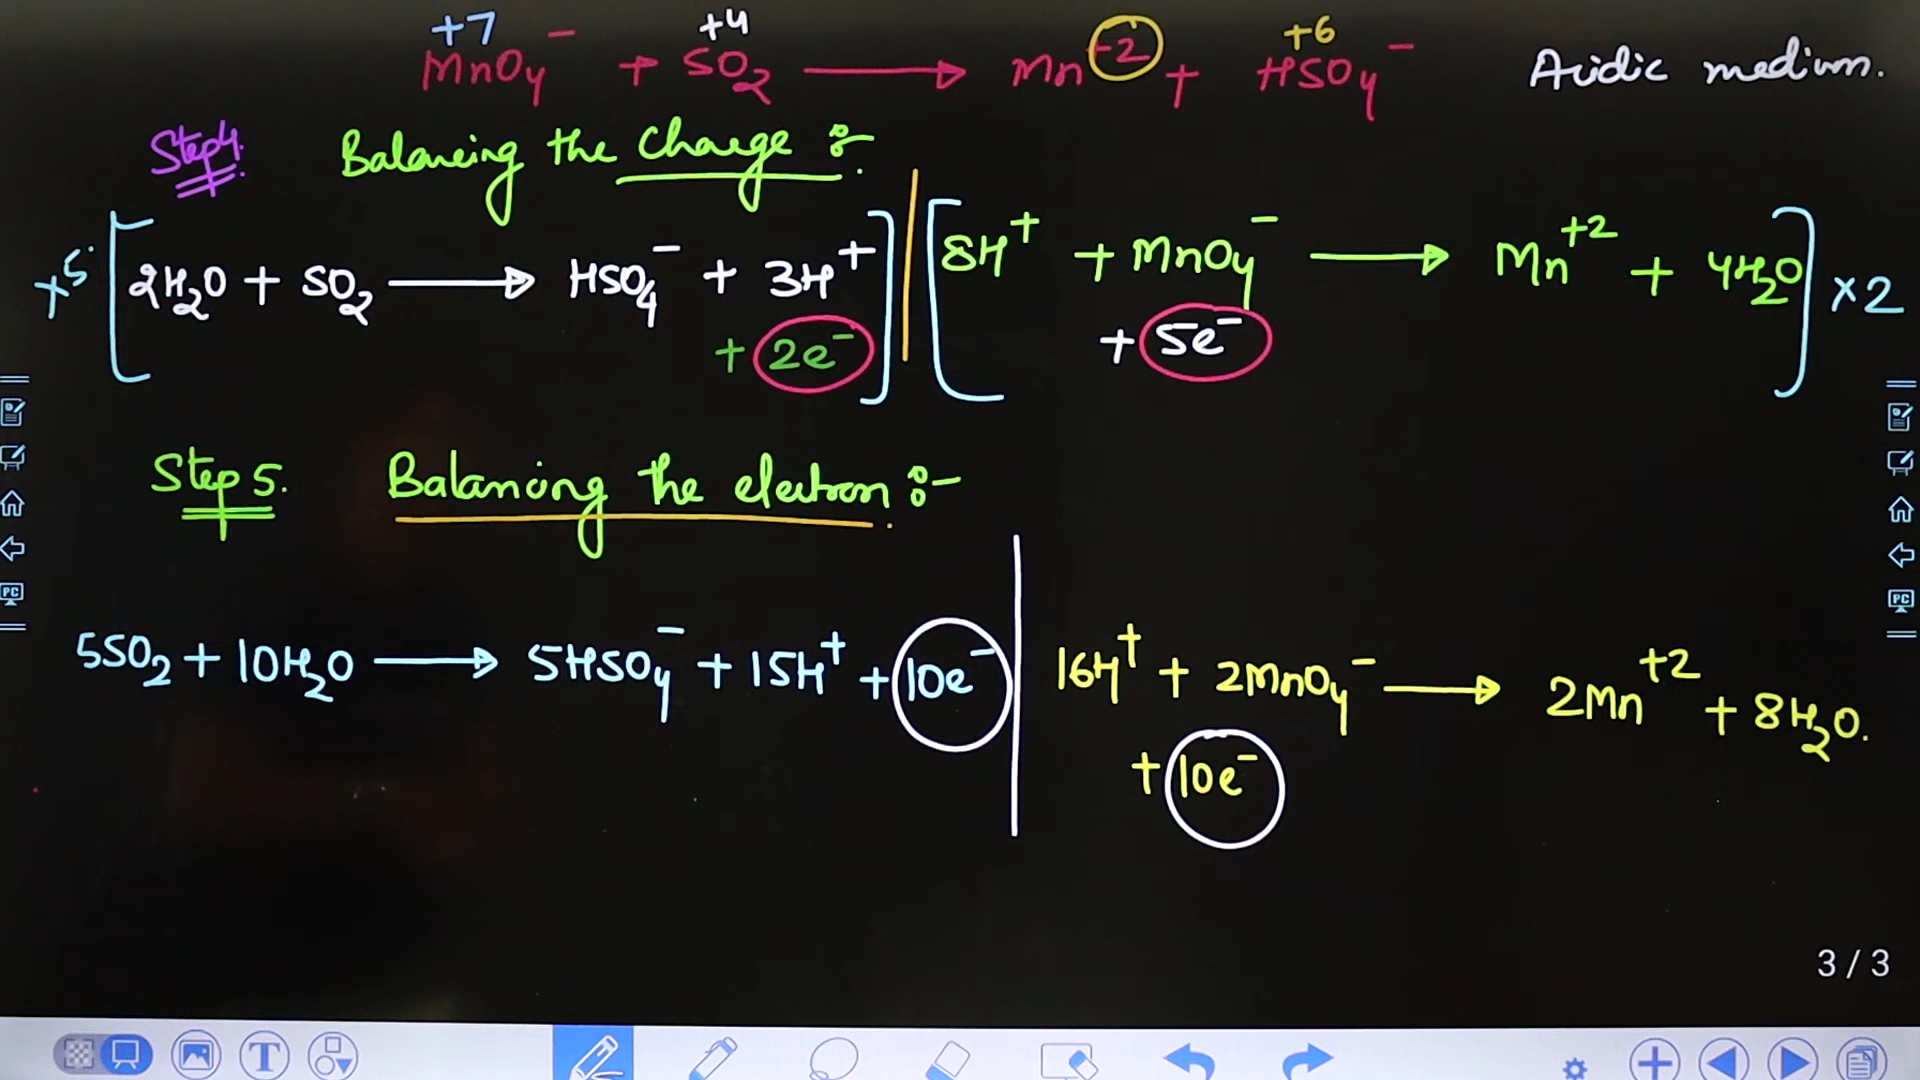 +7 +4 +6
MnO₄⁻ + SO₂ ⟶ Mn⁺² + HSO₄⁻ Acidic medium.
Step 4. Balancing the Charge :-
×5 [2H₂O + SO₂ ⟶ HSO₄⁻ + 3H⁺ + 2e⁻]
[8H⁺ + MnO₄⁻ + 5e⁻ ⟶ Mn⁺² + 4H₂O] ×2
Step 5. Balancing the electron :-
5SO₂ + 10H₂O ⟶ 5HSO₄⁻ + 15H⁺ + 10e⁻
16H⁺ + 2MnO₄⁻ ⟶ 2Mn⁺² + 8H₂O.
+ 10e⁻
3 / 3
PC
PC
T